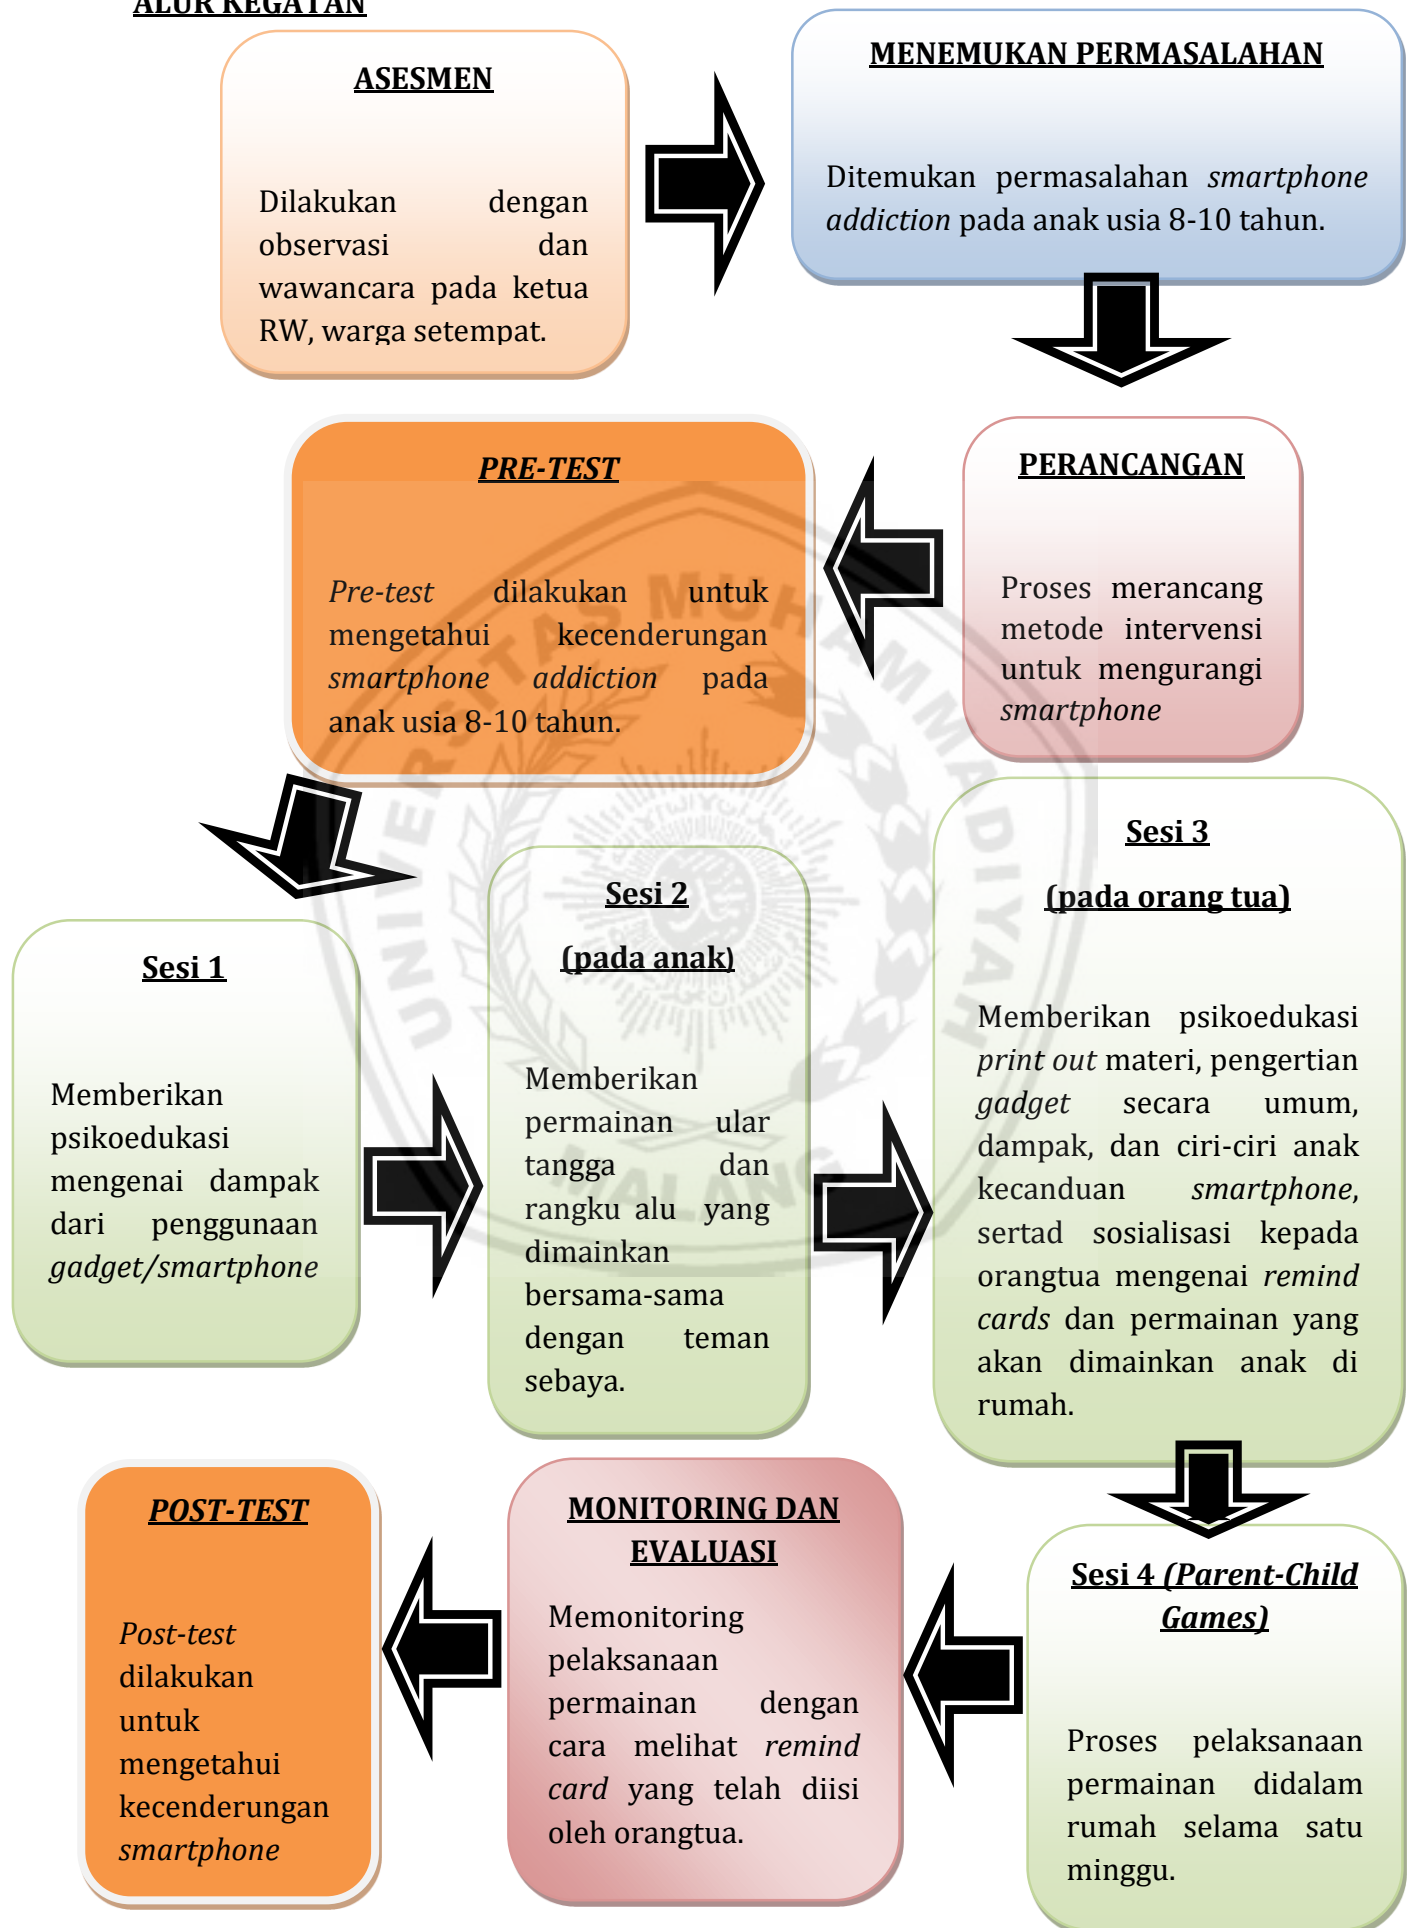 ALUR KEGATAN
ASESMEN
Dilakukan dengan
observasi dan
wawancara pada ketua
RW, warga setempat.
MENEMUKAN PERMASALAHAN
Ditemukan permasalahan smartphone
addiction pada anak usia 8-10 tahun.
PERANCANGAN
Proses merancang
metode intervensi
untuk mengurangi
smartphone
PRE-TEST
Pre-test dilakukan untuk
mengetahui kecenderungan
smartphone addiction pada
anak usia 8-10 tahun.
Sesi 1
Memberikan
psikoedukasi
mengenai dampak
dari penggunaan
gadget/smartphone
Sesi 2
(pada anak)
Memberikan
permainan ular
tangga dan
rangku alu yang
dimainkan
bersama-sama
dengan teman
sebaya.
Sesi 3
(pada orang tua)
Memberikan psikoedukasi
print out materi, pengertian
gadget secara umum,
dampak, dan ciri-ciri anak
kecanduan smartphone,
sertad sosialisasi kepada
orangtua mengenai remind
cards dan permainan yang
akan dimainkan anak di
rumah.
Sesi 4 (Parent-Child
Games)
Proses pelaksanaan
permainan didalam
rumah selama satu
minggu.
MONITORING DAN
EVALUASI
Memonitoring
pelaksanaan
permainan dengan
cara melihat remind
card yang telah diisi
oleh orangtua.
POST-TEST
Post-test
dilakukan
untuk
mengetahui
kecenderungan
smartphone
UNIVERSITAS MUHAMMADIYAH
MALANG